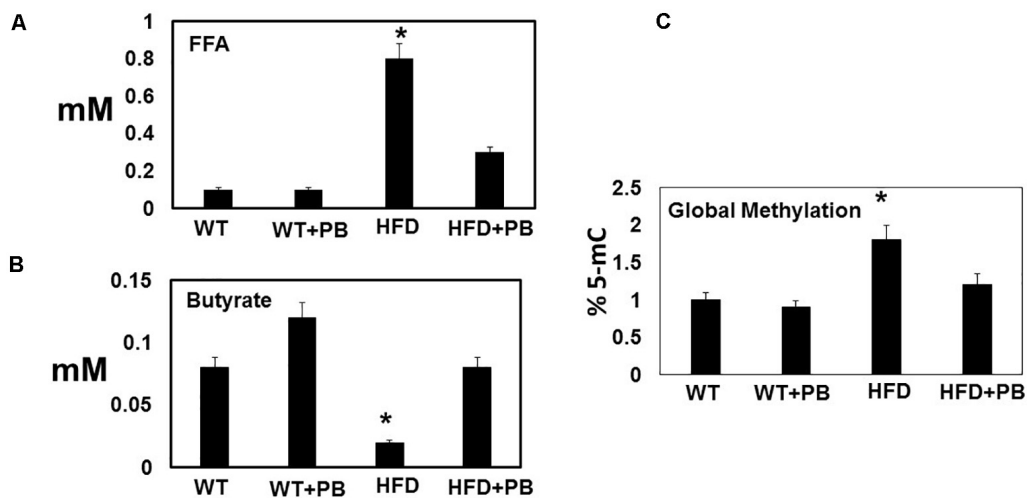 A
1
FFA
*
0.8
0.6
mM
0.4
0.2
0
WT WT+PB HFD HFD+PB
B
0.15
Butyrate
0.1
mM
0.05
*
0
WT WT+PB HFD HFD+PB
C
2.5
Global Methylation *
2
1.5
% 5-mC
1
0.5
0
WT WT+PB HFD HFD+PB